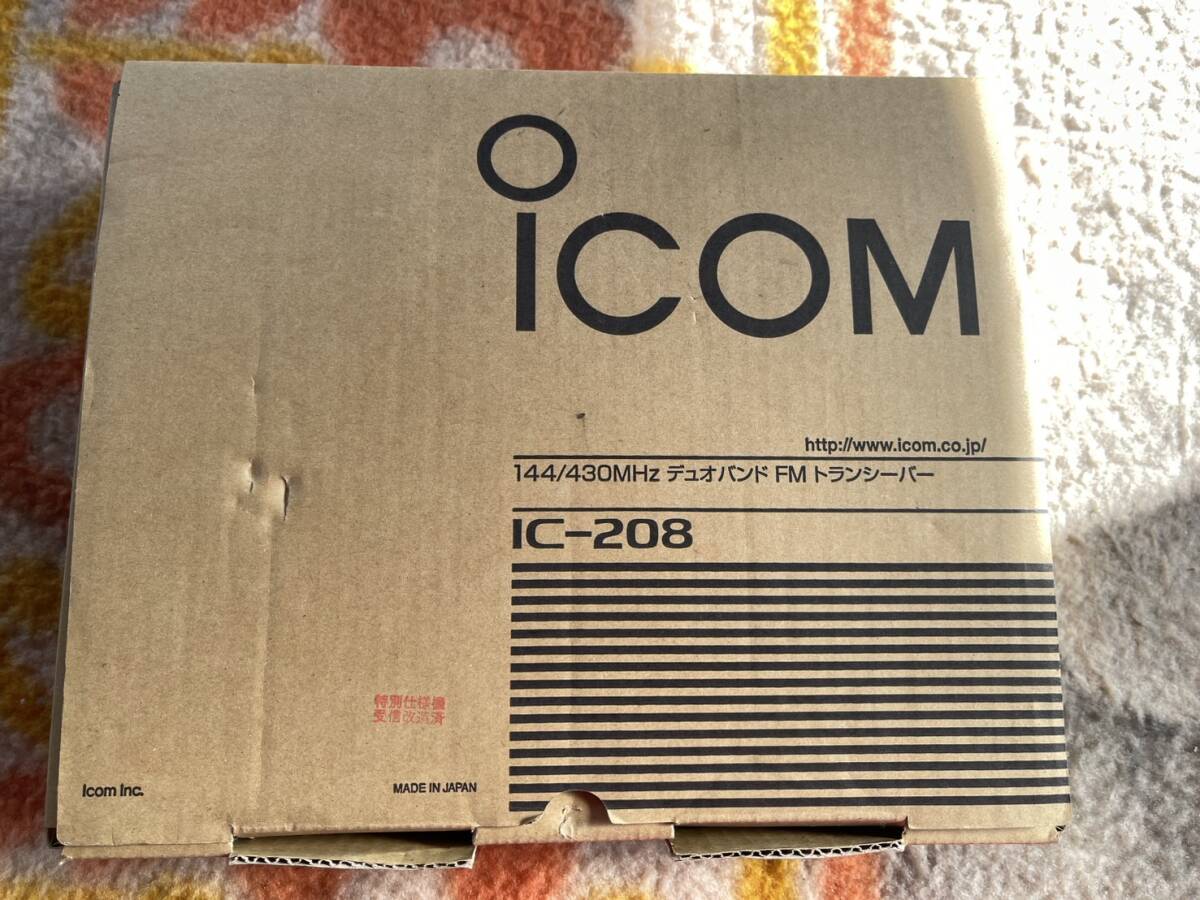 iCOM
http://www.icom.co.jp/
144/430MHz デュオバンド FM トランシーバー
IC-208
特別仕様機
受信改造済
Icom Inc.
MADE IN JAPAN